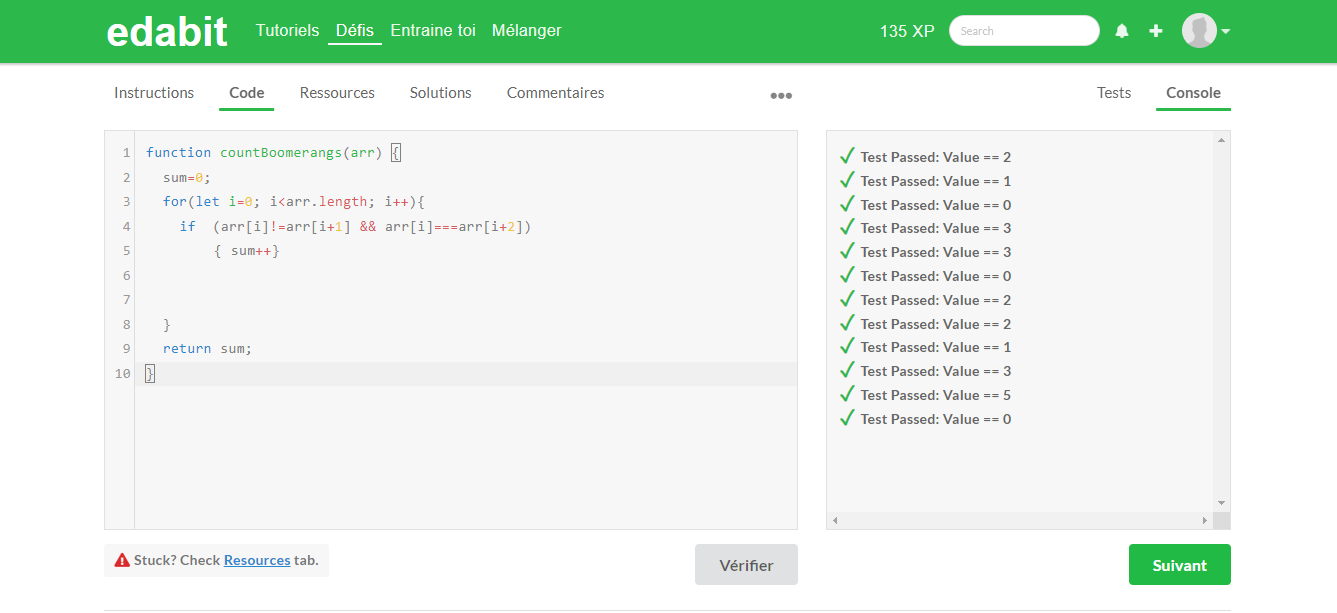 edabit Tutoriels Défis Entraine toi Mélanger 135 XP Search
Instructions Code Ressources Solutions Commentaires Tests Console
1 function countBoomerangs(arr) {
2 sum=0;
3 for(let i=0; i<arr.length; i++){
4 if (arr[i]!=arr[i+1] && arr[i]===arr[i+2])
5 { sum++}
6
7
8 }
9 return sum;
10 }
Test Passed: Value == 2
Test Passed: Value == 1
Test Passed: Value == 0
Test Passed: Value == 3
Test Passed: Value == 3
Test Passed: Value == 0
Test Passed: Value == 2
Test Passed: Value == 2
Test Passed: Value == 1
Test Passed: Value == 3
Test Passed: Value == 5
Test Passed: Value == 0
Stuck? Check Resources tab.
Vérifier
Suivant